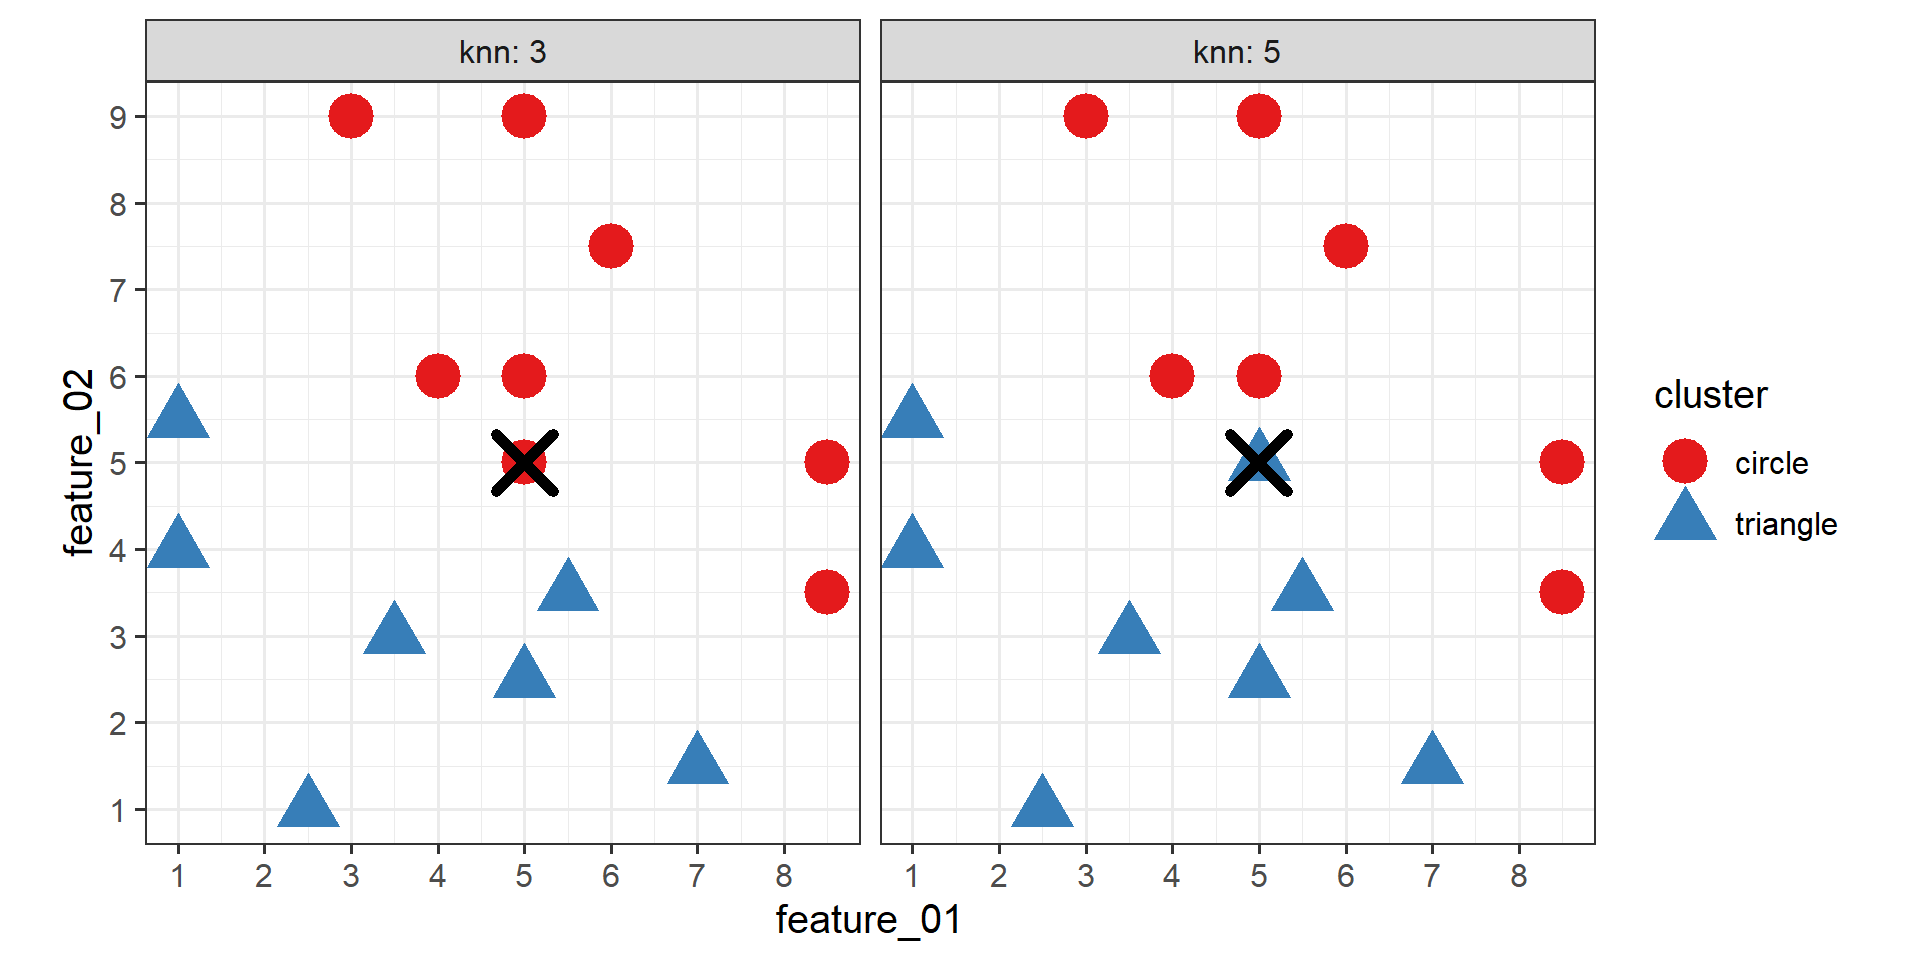 knn: 3
knn: 5
9
8
7
6
5
4
3
2
1
feature_02
1 2 3 4 5 6 7 8
1 2 3 4 5 6 7 8
feature_01
cluster
circle
triangle